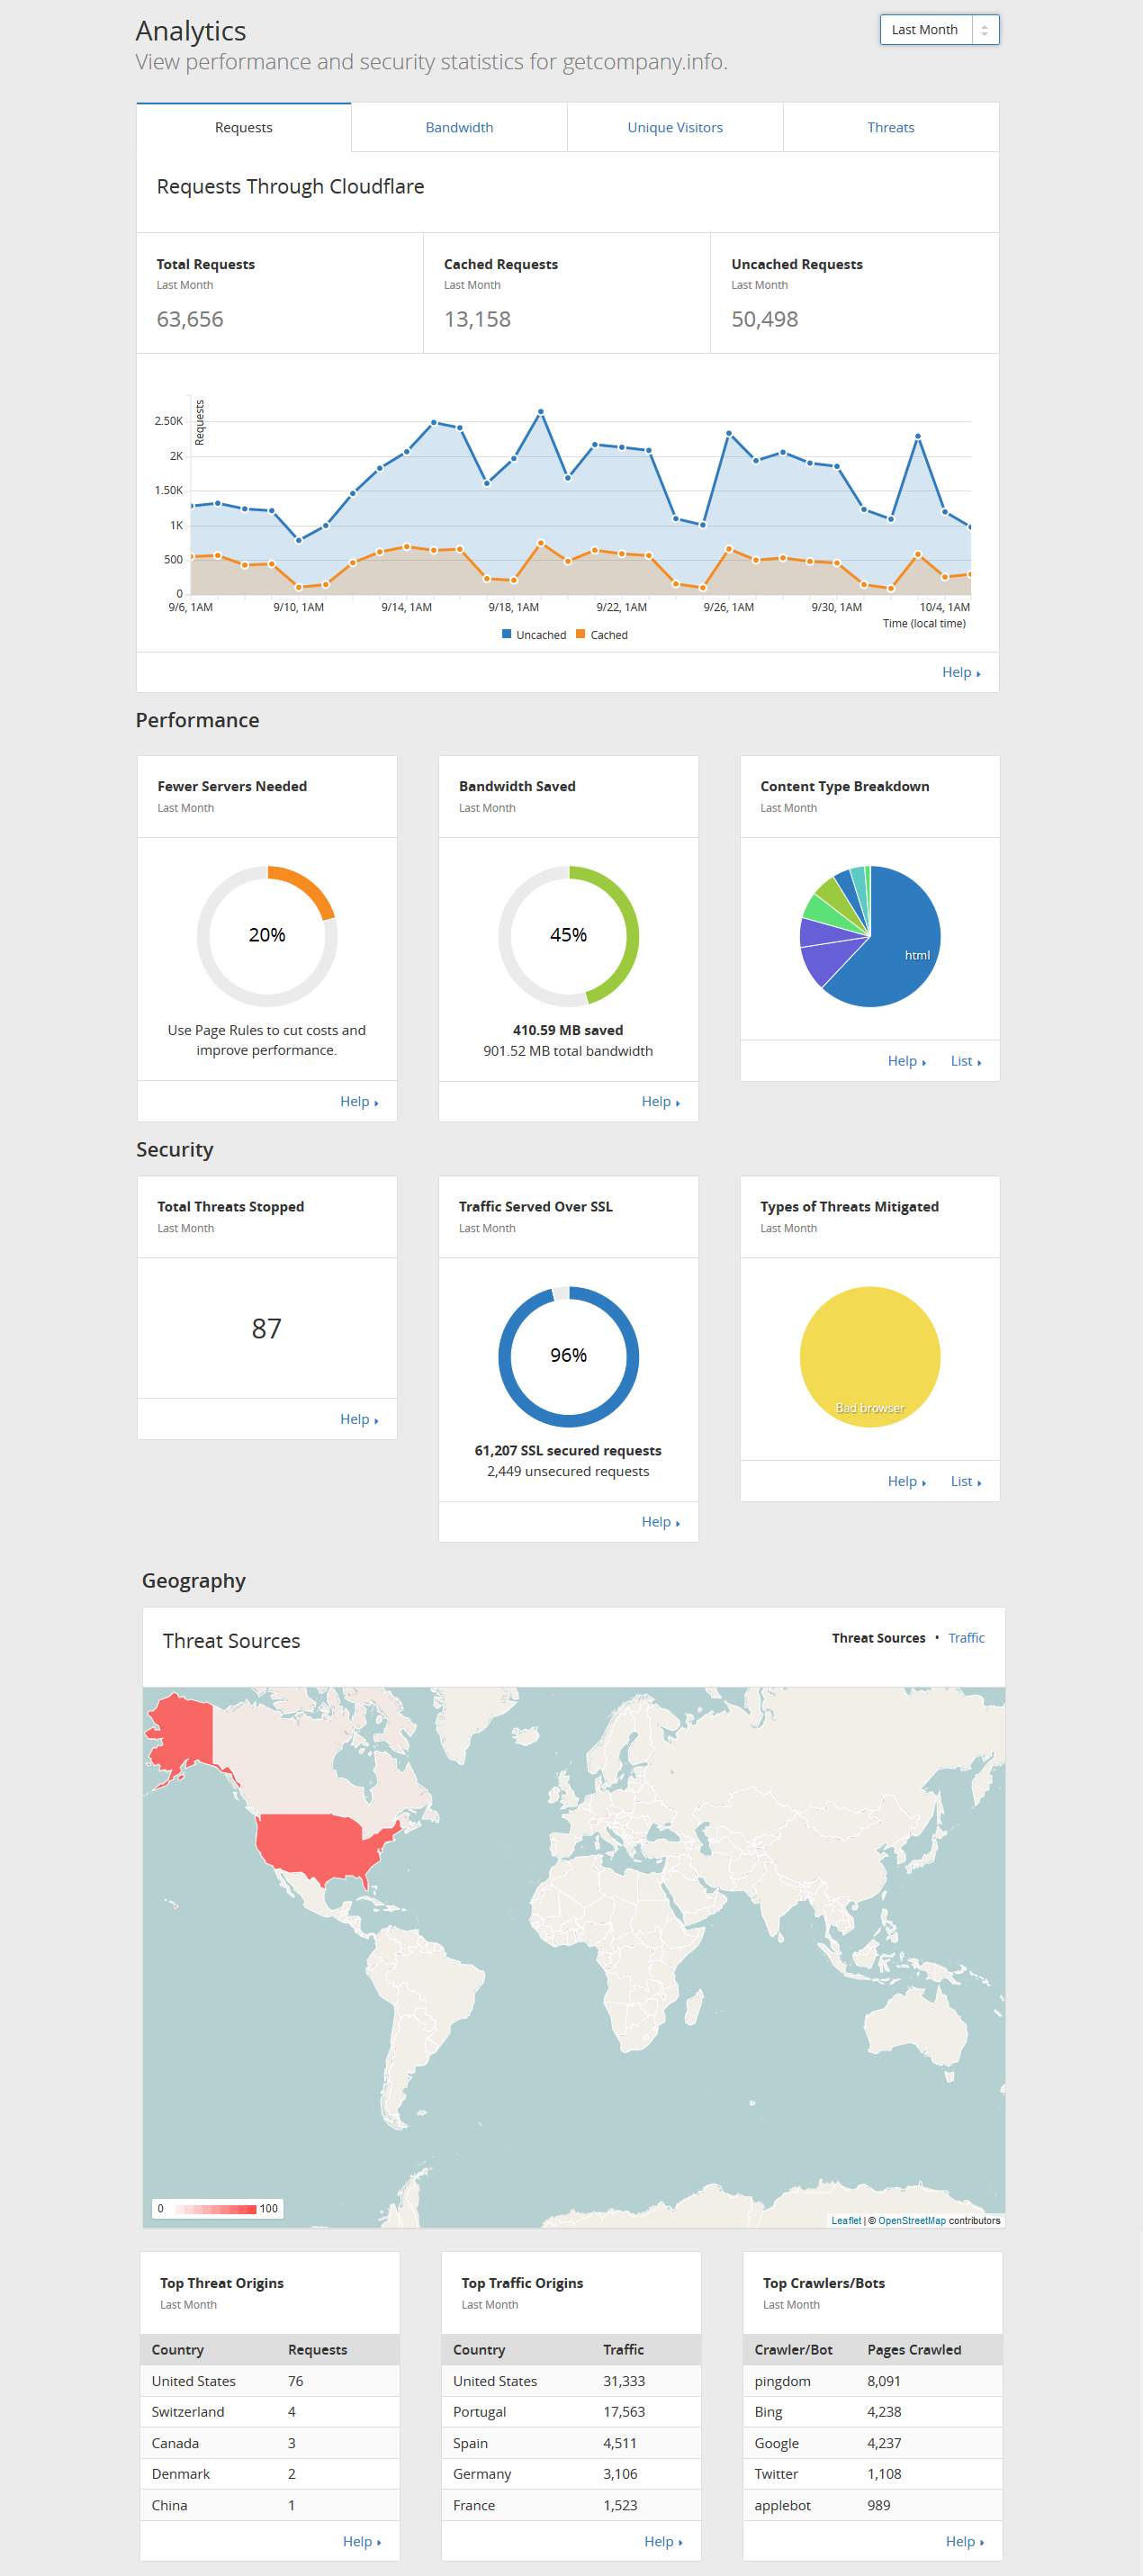 Analytics
Last Month
View performance and security statistics for getcompany.info.
Requests
Bandwidth
Unique Visitors
Threats
Requests Through Cloudflare
Total Requests
Last Month
63,656
Cached Requests
Last Month
13,158
Uncached Requests
Last Month
50,498
Requests
2.50K
2K
1.50K
1K
500
0
9/6, 1AM
9/10, 1AM
9/14, 1AM
9/18, 1AM
9/22, 1AM
9/26, 1AM
9/30, 1AM
10/4, 1AM
Time (local time)
Uncached
Cached
Help
Performance
Fewer Servers Needed
Last Month
20%
Use Page Rules to cut costs and
improve performance.
Help
Bandwidth Saved
Last Month
45%
410.59 MB saved
901.52 MB total bandwidth
Help
Content Type Breakdown
Last Month
html
Help
List
Security
Total Threats Stopped
Last Month
87
Help
Traffic Served Over SSL
Last Month
96%
61,207 SSL secured requests
2,449 unsecured requests
Help
Types of Threats Mitigated
Last Month
Bad browser
Help
List
Geography
Threat Sources
Threat Sources • Traffic
0
100
Leaflet | © OpenStreetMap contributors
Top Threat Origins
Last Month
Country Requests
United States 76
Switzerland 4
Canada 3
Denmark 2
China 1
Help
Top Traffic Origins
Last Month
Country Traffic
United States 31,333
Portugal 17,563
Spain 4,511
Germany 3,106
France 1,523
Help
Top Crawlers/Bots
Last Month
Crawler/Bot Pages Crawled
pingdom 8,091
Bing 4,238
Google 4,237
Twitter 1,108
applebot 989
Help